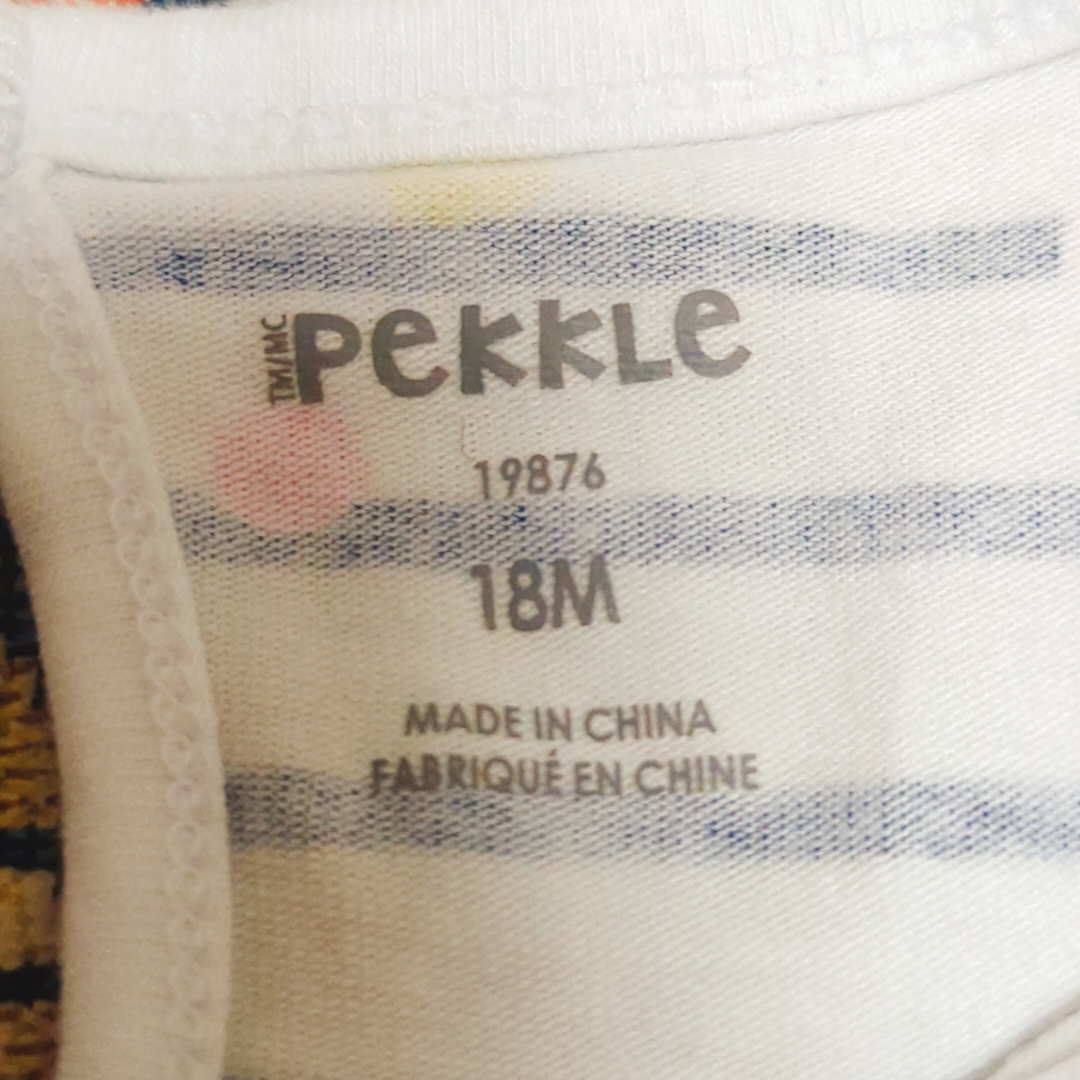 TM/MC PeKKLe
19876
18M
MADE IN CHINA
FABRIQUÉ EN CHINE